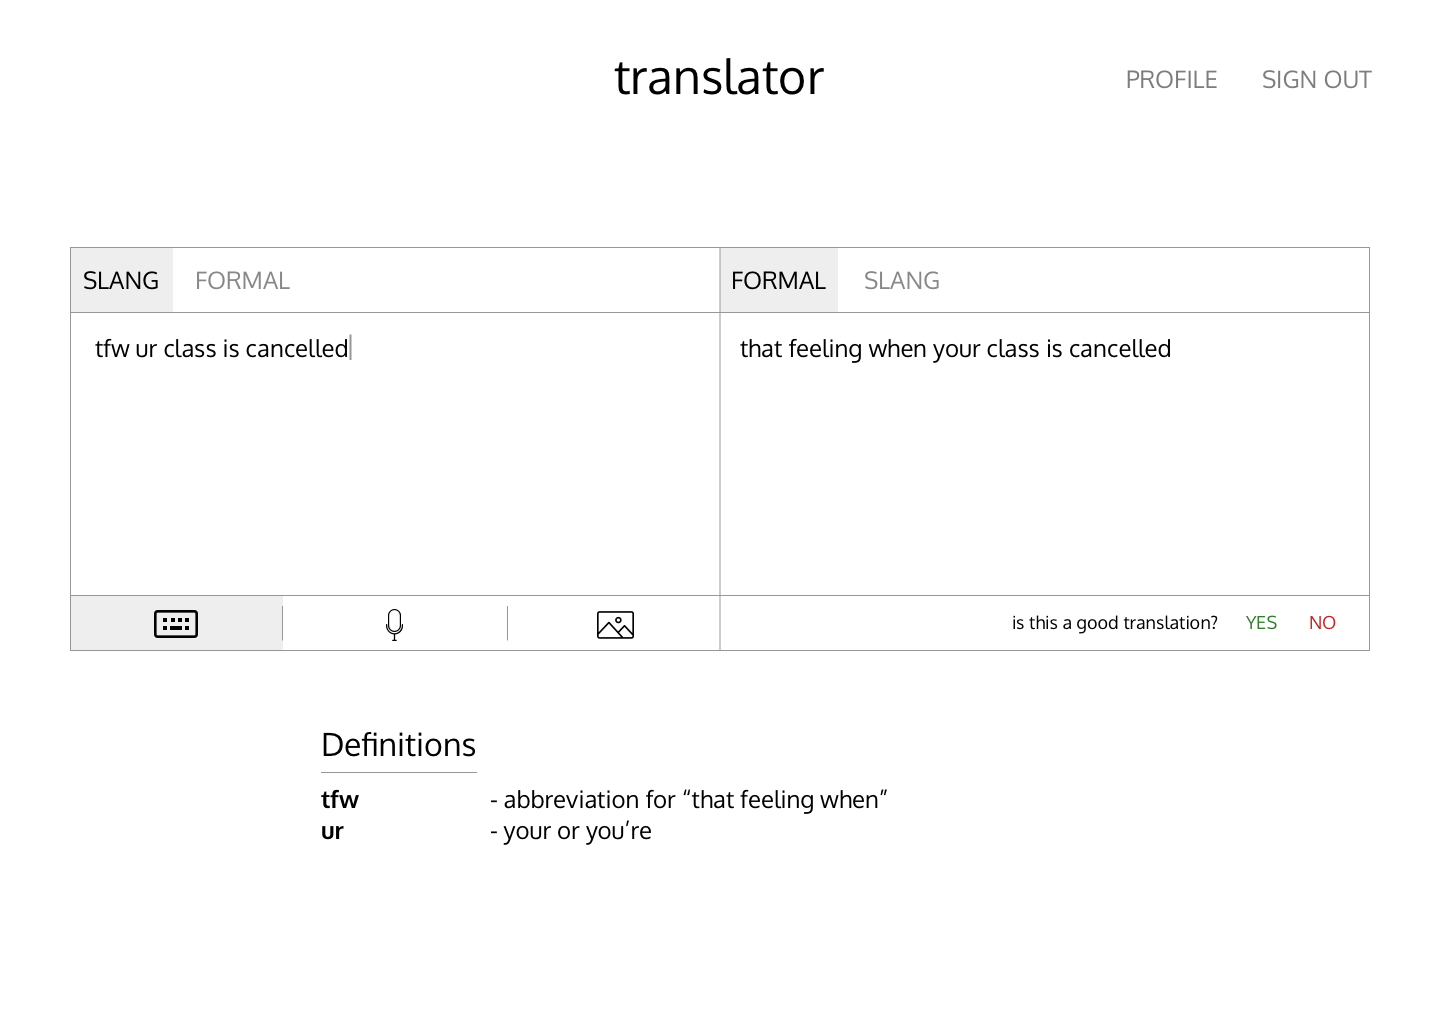 translator
PROFILE SIGN OUT
SLANG FORMAL
FORMAL SLANG
tfw ur class is cancelled
that feeling when your class is cancelled
is this a good translation? YES NO
Definitions
tfw - abbreviation for “that feeling when”
ur - your or you’re